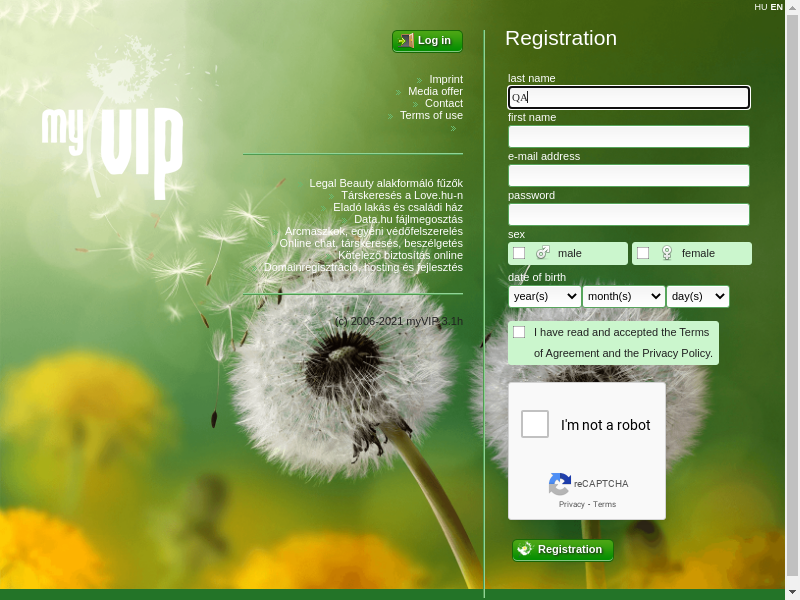 HU EN
my
VIP
Log in
Imprint
Media offer
Contact
Terms of use
Legal Beauty alakformáló fűzők
Társkeresés a Love.hu-n
Eladó lakás és családi ház
Data.hu fájlmegosztás
Arcmaszkok, egyéni védőfelszerelés
Online chat, társkeresés, beszélgetés
Kötelező biztosítás online
Domainregisztráció, hosting és fejlesztés
(c) 2006-2021 myVIP 3.1h
Registration
last name
QA
first name
e-mail address
password
sex
male female
date of birth
year(s) month(s) day(s)
I have read and accepted the Terms
of Agreement and the Privacy Policy.
I'm not a robot
reCAPTCHA
Privacy - Terms
Registration